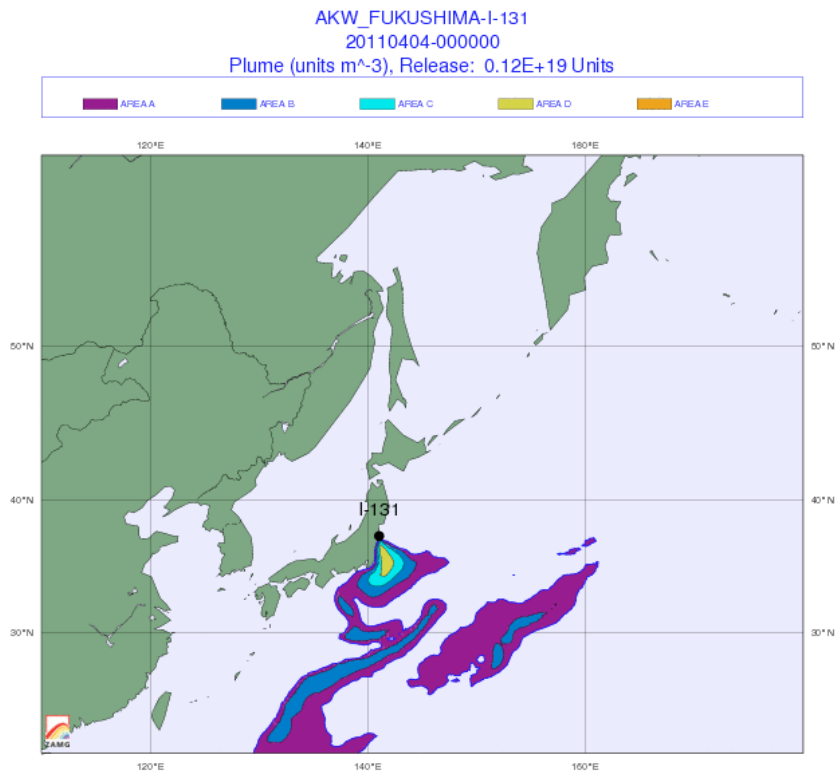 AKW_FUKUSHIMA-I-131
20110404-000000
Plume (units m^-3), Release:  0.12E+19 Units
AREA A AREA B AREA C AREA D AREA E
120°E 140°E 160°E
50°N 50°N
40°N 40°N
I-131
30°N 30°N
ZAMG
120°E 140°E 160°E